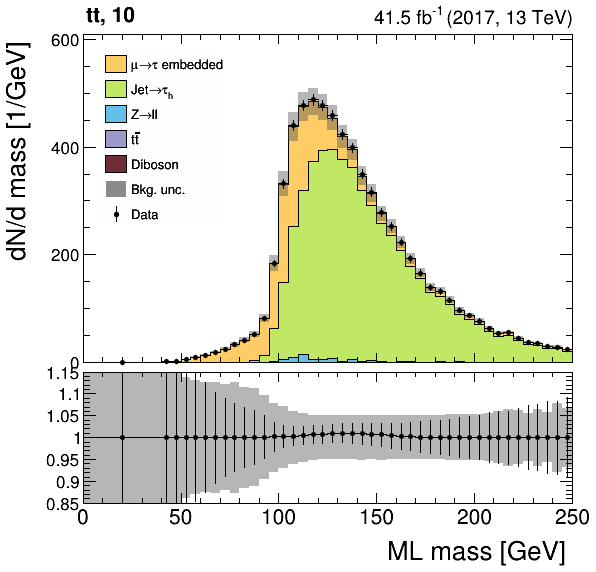 tt, 10
41.5 fb⁻¹ (2017, 13 TeV)
dN/d mass [1/GeV]
600
400
200
0
μ→τ embedded
Jet→τₕ
Z→ll
tt̄
Diboson
Bkg. unc.
Data
1.15
1.1
1.05
1
0.95
0.9
0.85
0 50 100 150 200 250
ML mass [GeV]